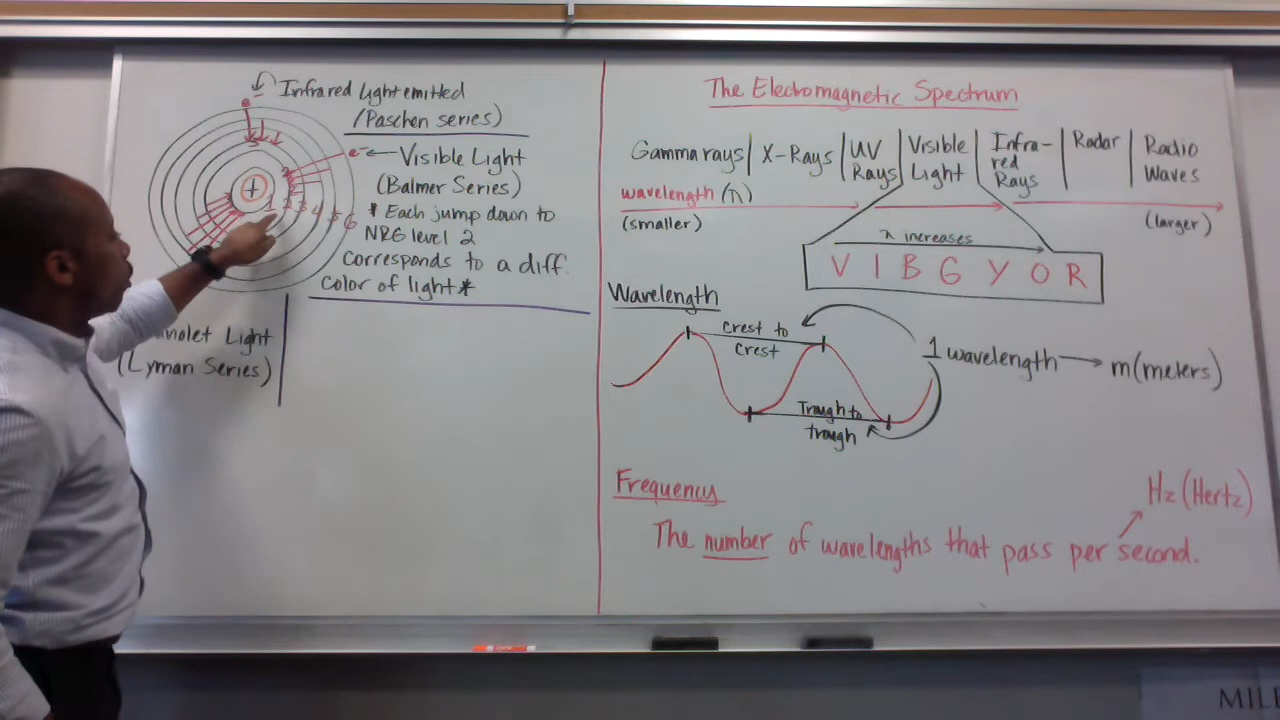 Infrared Light emitted
(Paschen series)
e⁻ ← Visible Light
(Balmer Series)
* Each jump down to
NRG level 2
corresponds to a diff.
color of light *
+
1 2 3 4 5 6
Light
(Lyman Series)
The Electromagnetic Spectrum
Gamma rays | X-Rays | UV Rays | Visible Light | Infra-red Rays | Radar | Radio Waves
wavelength (λ)
(smaller)
(larger)
λ increases
V I B G Y O R
Wavelength
Crest to
Crest
1 wavelength → m (meters)
Trough to
trough
Frequency
Hz (Hertz)
The number of wavelengths that pass per second.